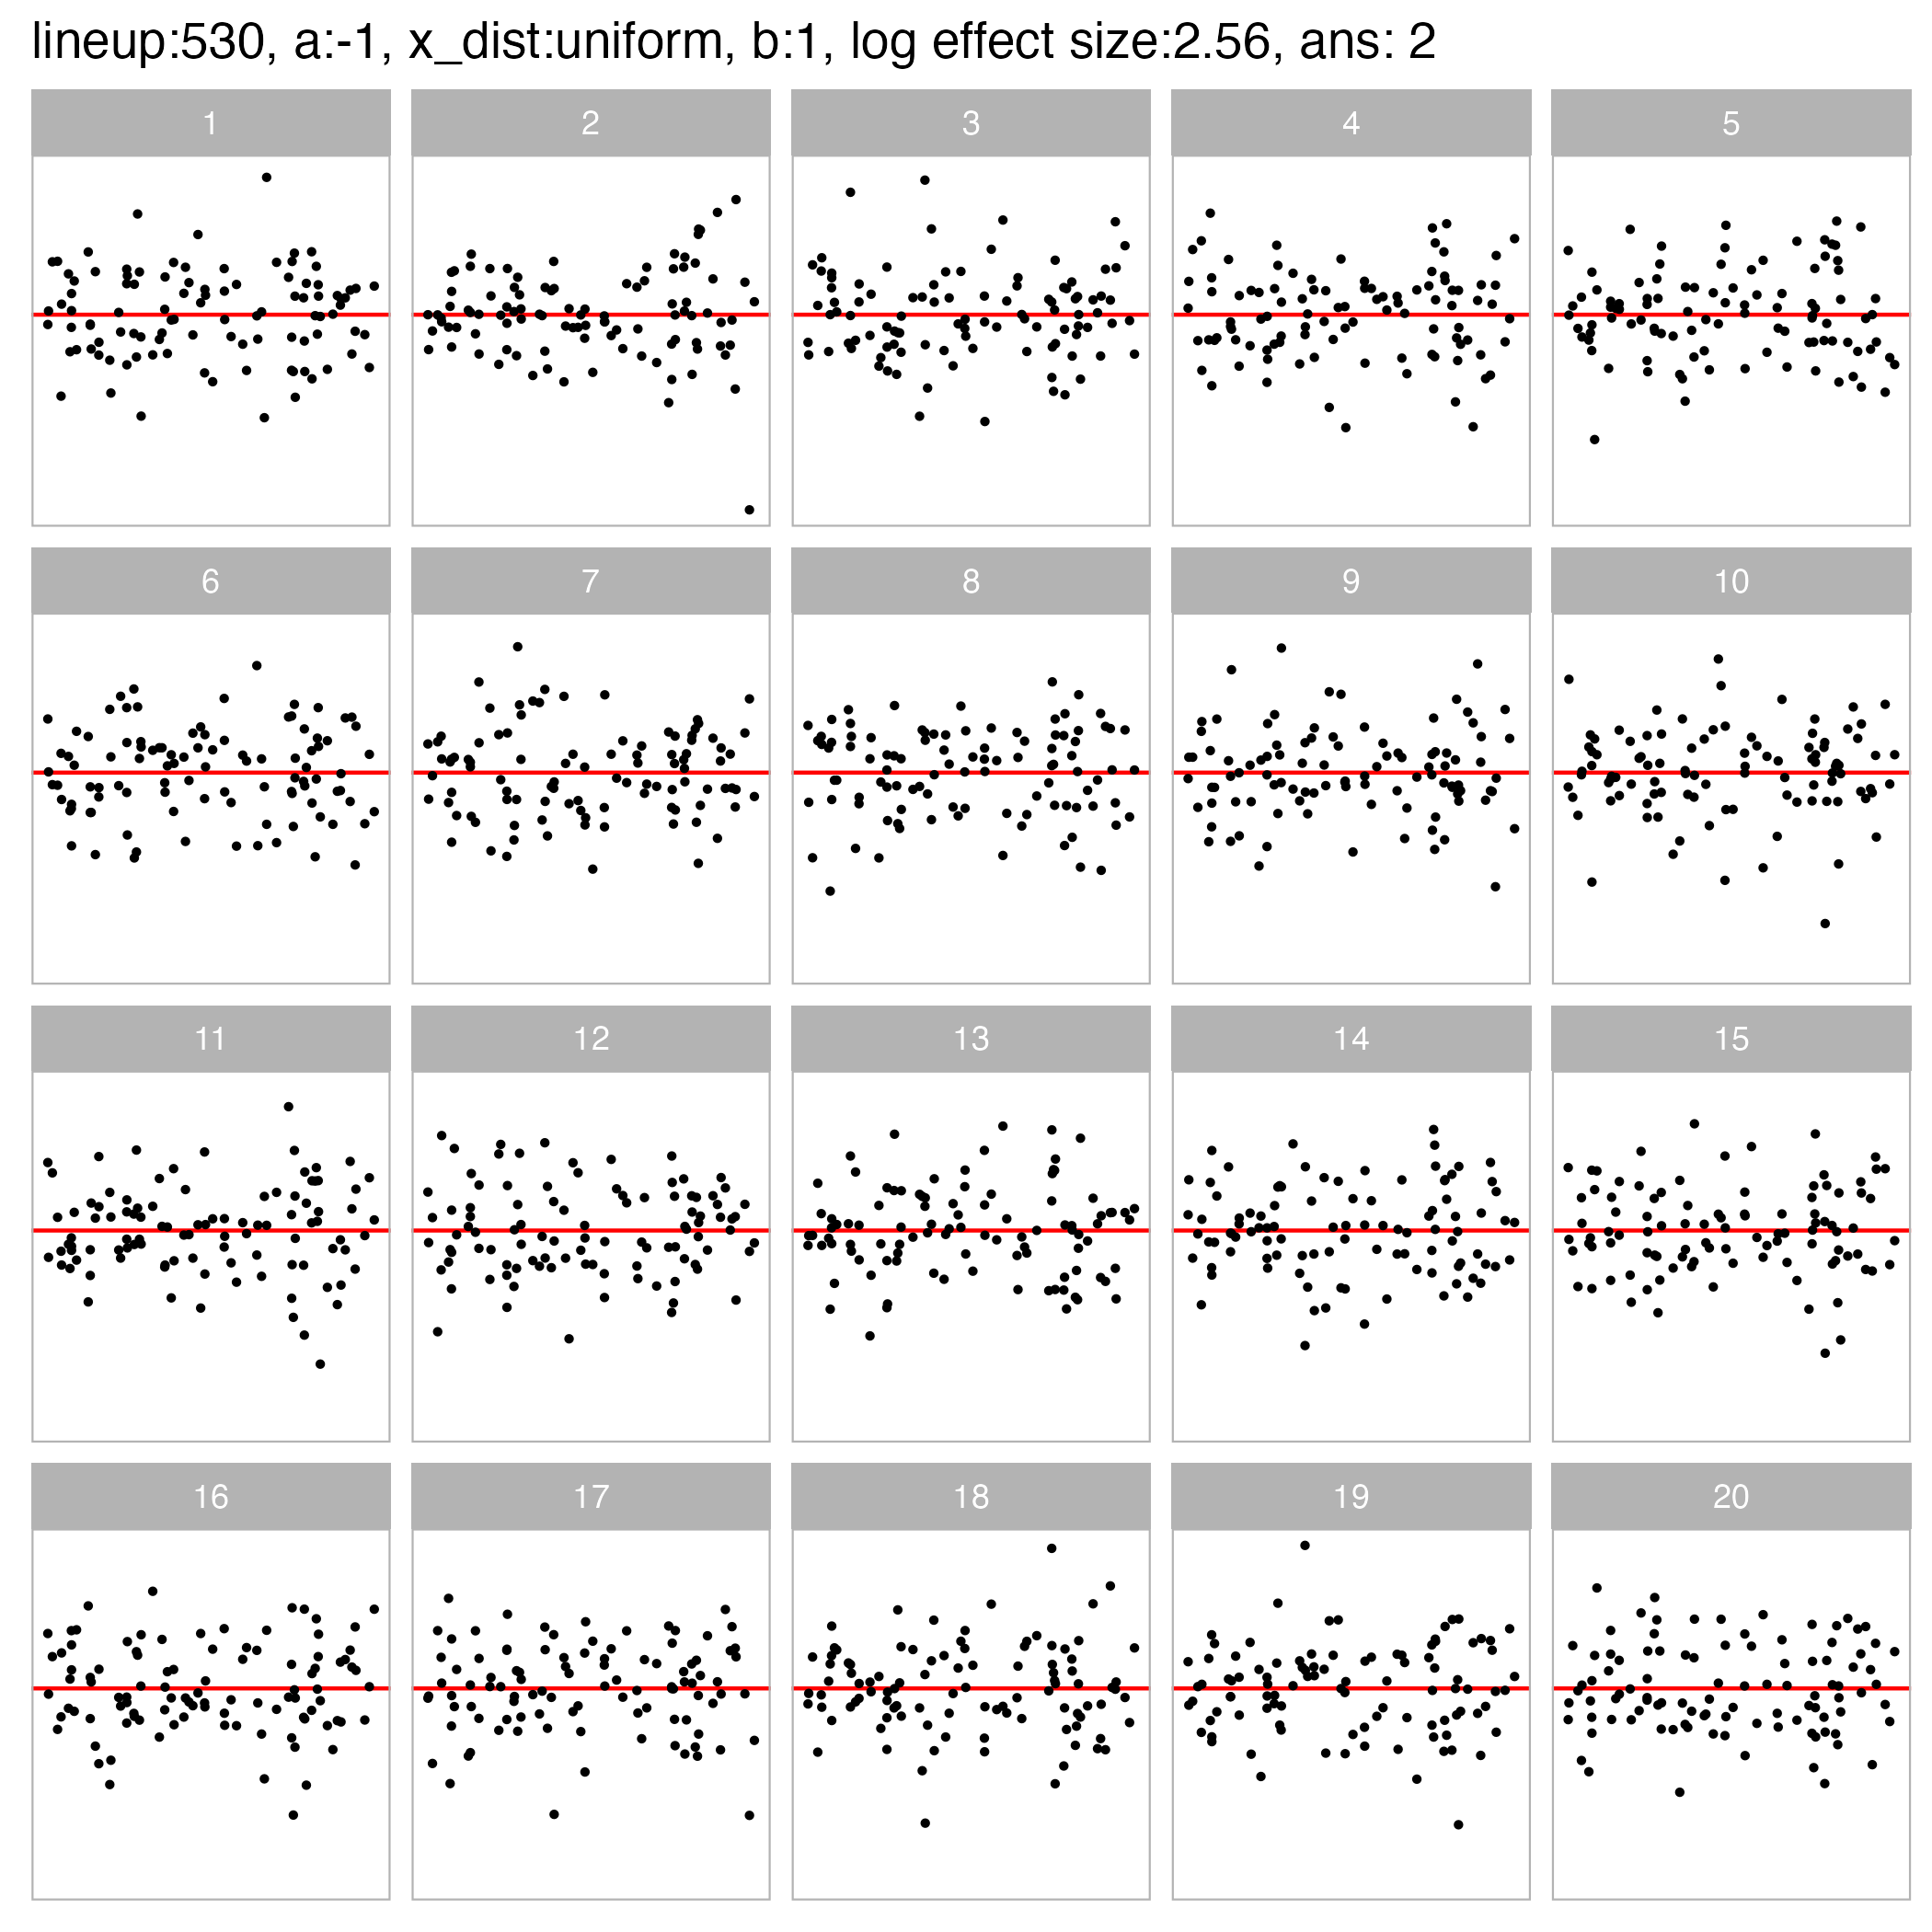 lineup:530, a:-1, x_dist:uniform, b:1, log effect size:2.56, ans: 2
1 2 3 4 5
6 7 8 9 10
11 12 13 14 15
16 17 18 19 20